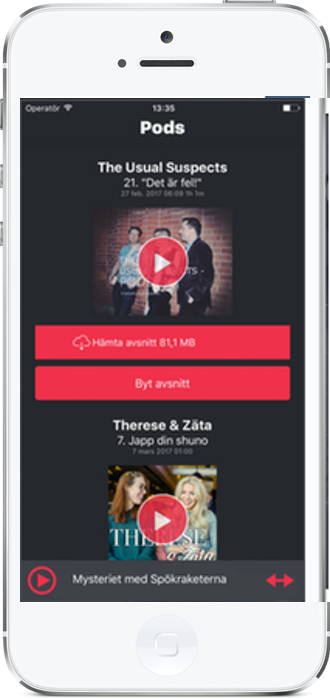 Operatör 13:35
Pods
The Usual Suspects
21. "Det är fel!"
27 feb. 2017 06:09 1h 1m
Hämta avsnitt 81,1 MB
Byt avsnitt
Therese & Zäta
7. Japp din shuno
7 mars 2017 01:00
THERESE
& Zäta
Mysteriet med Spökraketerna